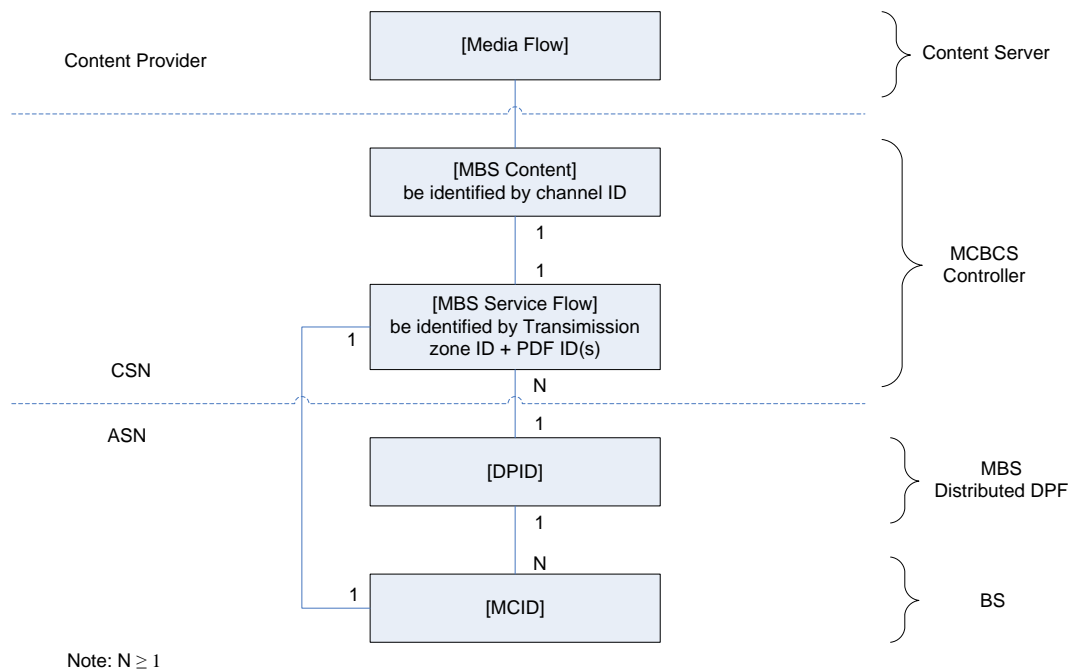 [Media Flow]
Content Provider
Content Server
[MBS Content]
be identified by channel ID
1
1
MCBCS
Controller
[MBS Service Flow]
be identified by Transimission
zone ID + PDF ID(s)
1
CSN
N
ASN
1
[DPID]
MBS
Distributed DPF
1
N
1
[MCID]
BS
Note: N ≥ 1